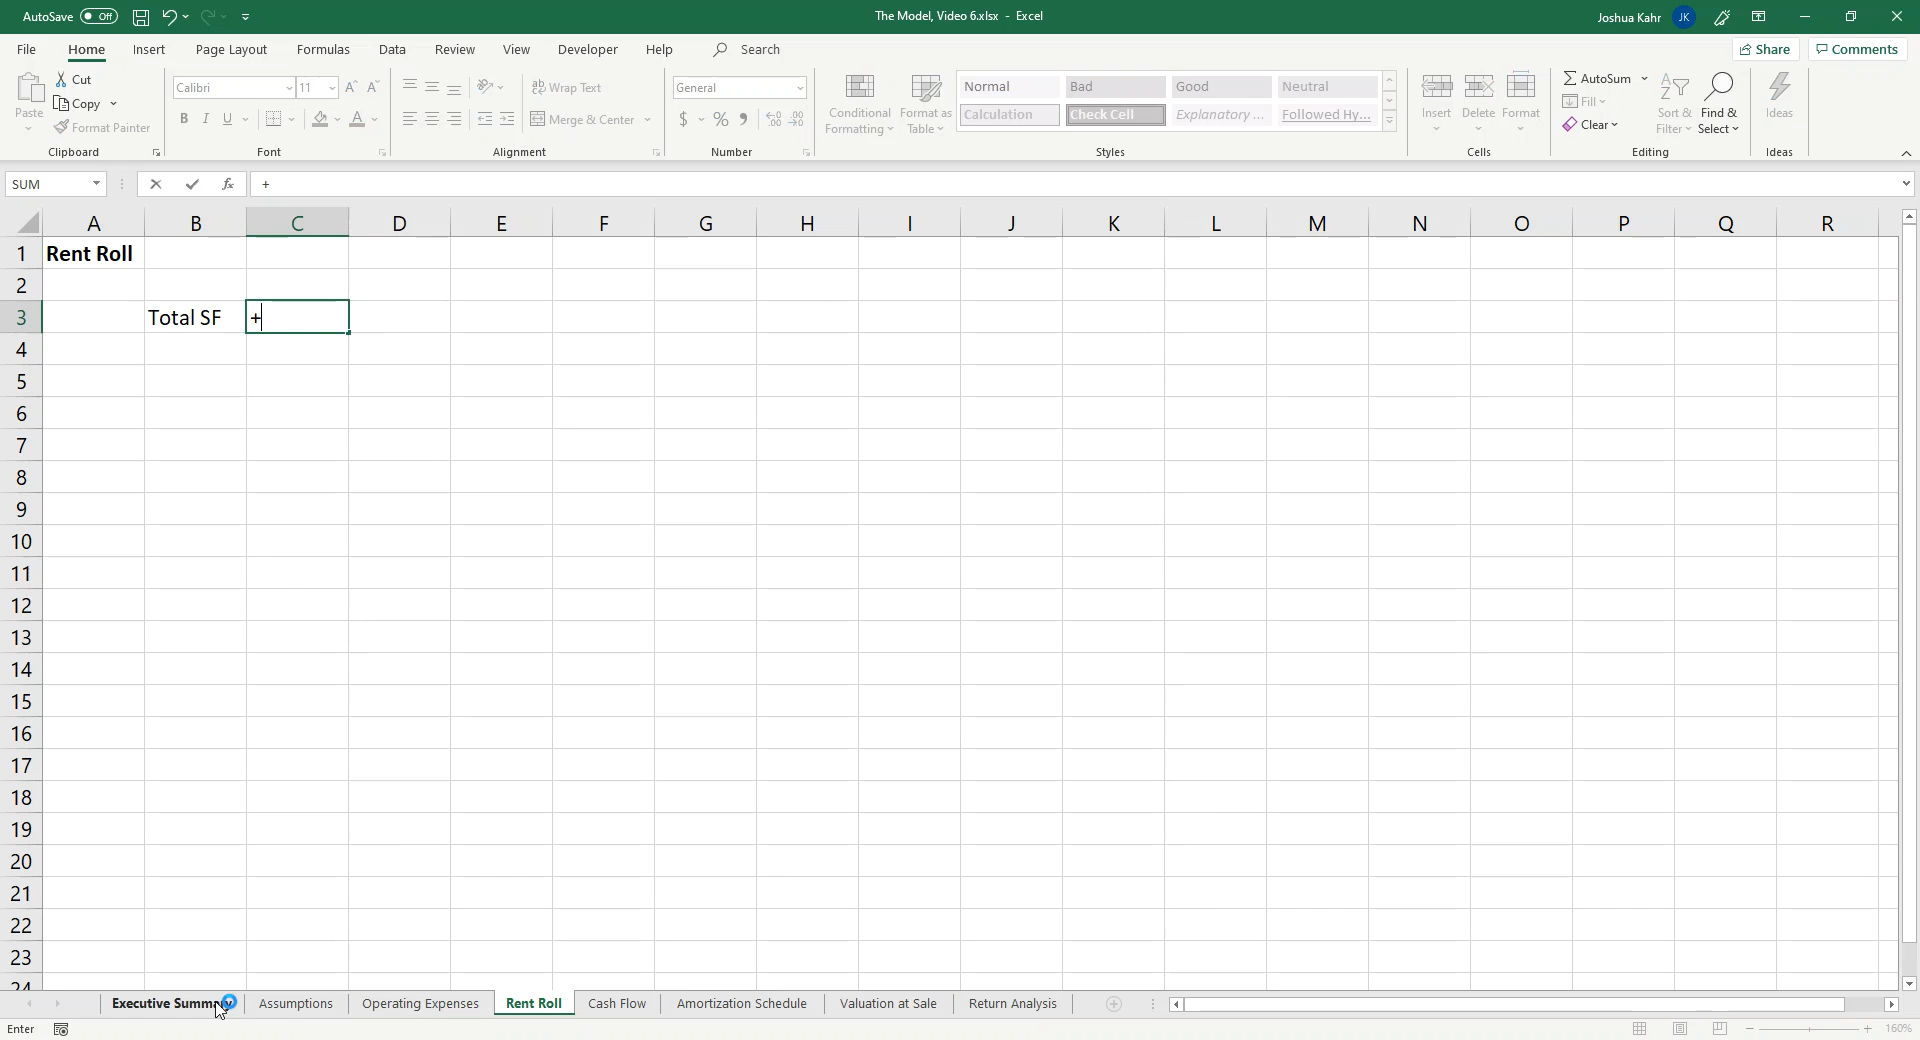 AutoSave Off The Model, Video 6.xlsx - Excel Joshua Kahr JK
File Home Insert Page Layout Formulas Data Review View Developer Help Search Share Comments
Paste Cut Copy Format Painter
Clipboard
Calibri 11
B I U A
Font
Wrap Text
Merge & Center
Alignment
General
$ % 9
Number
Conditional Formatting
Format as Table
Normal Bad Good Neutral
Calculation Check Cell Explanatory ... Followed Hy...
Styles
Insert Delete Format
Cells
AutoSum
Fill
Clear
Sort & Filter
Find & Select
Editing
Ideas
Ideas
SUM fx +
A B C D E F G H I J K L M N O P Q R
1 Rent Roll
2
3 Total SF +
4
5
6
7
8
9
10
11
12
13
14
15
16
17
18
19
20
21
22
23
24
Executive Summary Assumptions Operating Expenses Rent Roll Cash Flow Amortization Schedule Valuation at Sale Return Analysis
Enter 160%